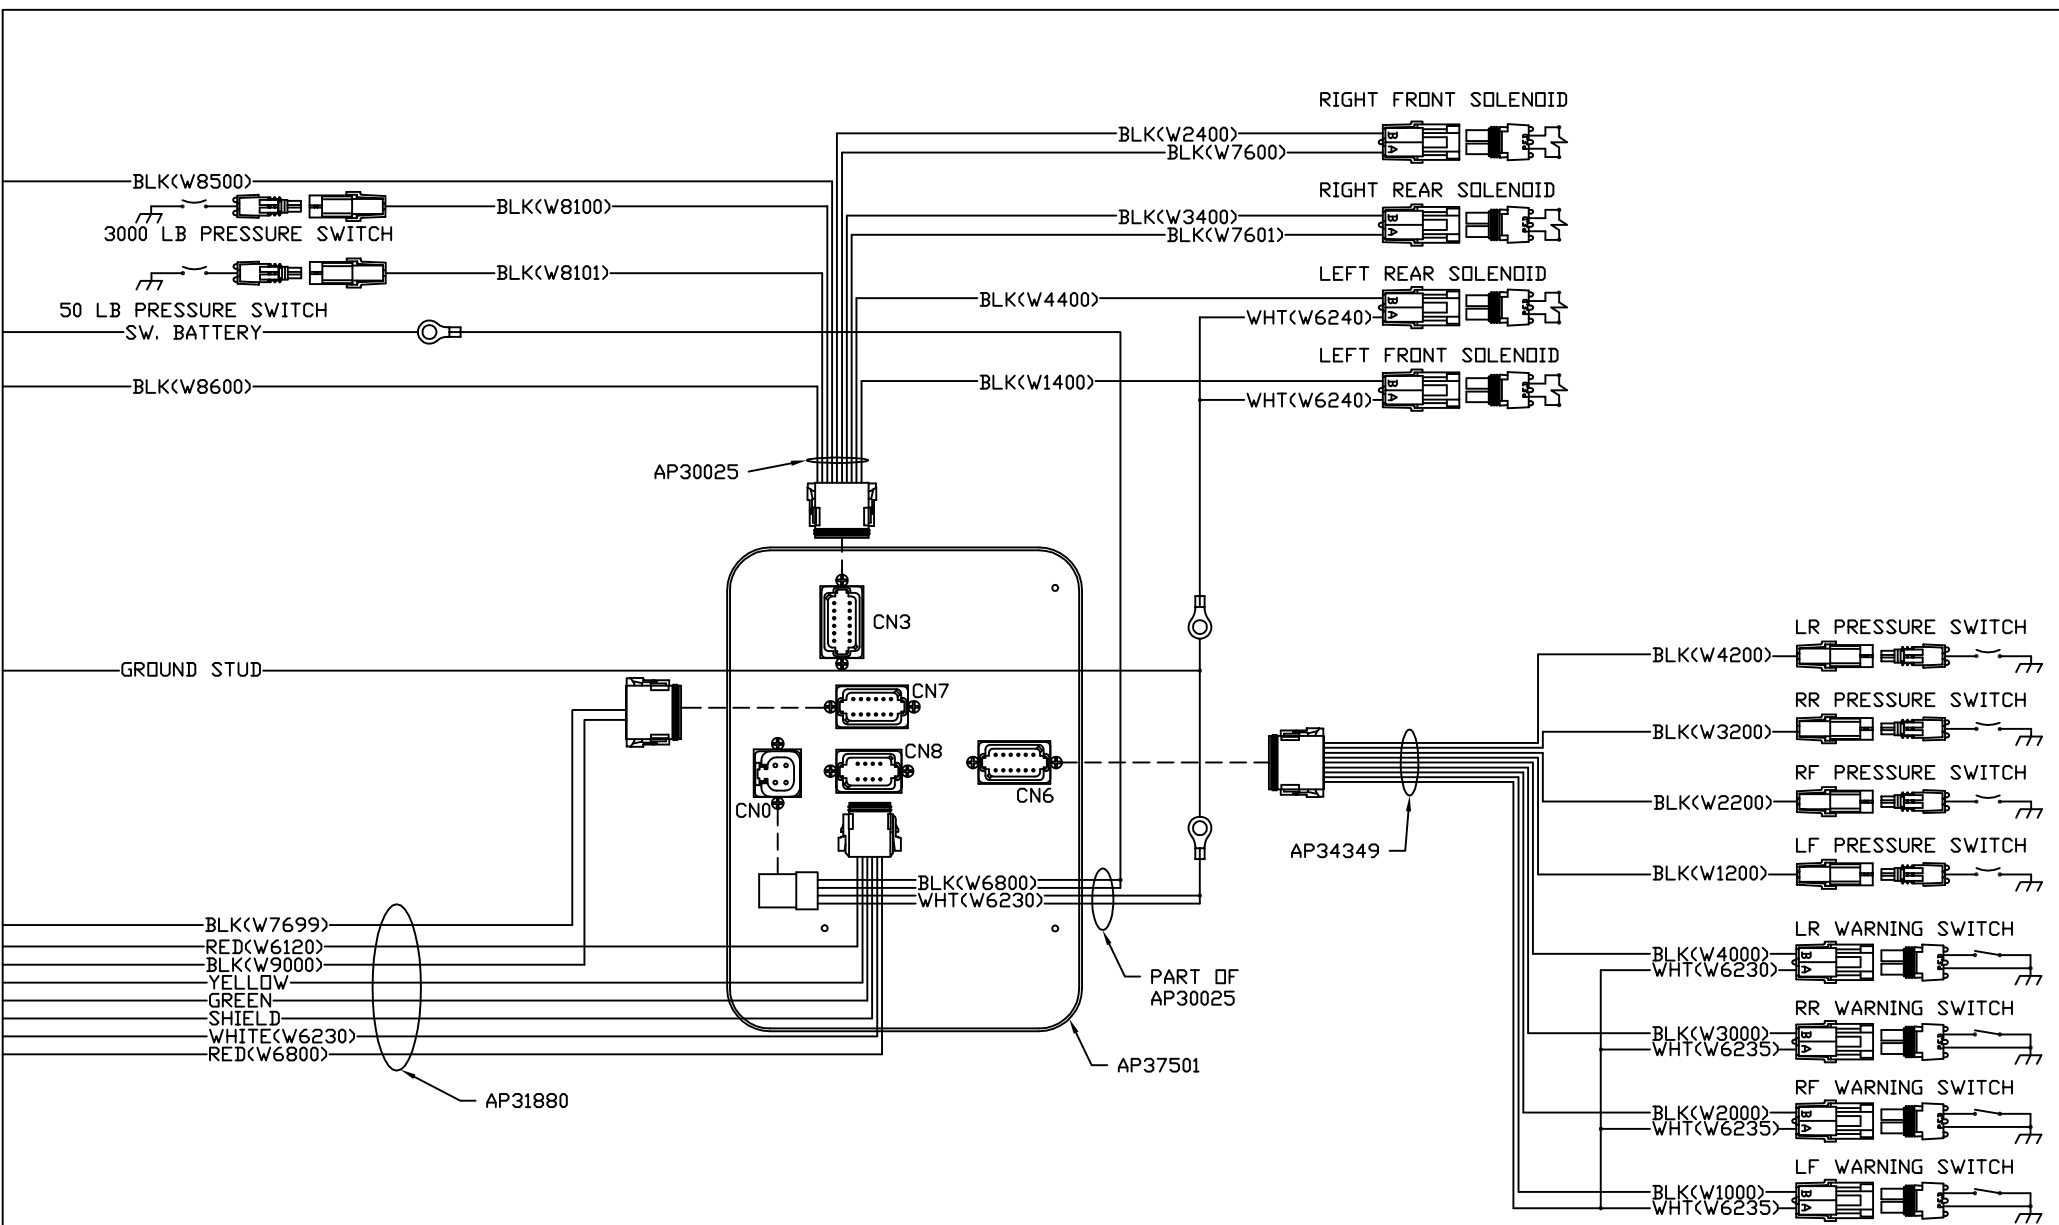 RIGHT FRONT SOLENOID
BLK(W2400)
BLK(W7600)
B
A
BLK(W8500)
BLK(W8100)
3000 LB PRESSURE SWITCH
RIGHT REAR SOLENOID
BLK(W3400)
BLK(W7601)
B
A
BLK(W8101)
50 LB PRESSURE SWITCH
SW. BATTERY
LEFT REAR SOLENOID
BLK(W4400)
WHT(W6240)
B
A
BLK(W8600)
LEFT FRONT SOLENOID
BLK(W1400)
WHT(W6240)
B
A
AP30025
CN3
GROUND STUD
CN7
CN8
CN0
CN6
BLK(W6800)
WHT(W6230)
PART OF
AP30025
AP37501
AP34349
BLK(W7699)
RED(W6120)
BLK(W9000)
YELLOW
GREEN
SHIELD
WHITE(W6230)
RED(W6800)
AP31880
LR PRESSURE SWITCH
BLK(W4200)
RR PRESSURE SWITCH
BLK(W3200)
RF PRESSURE SWITCH
BLK(W2200)
LF PRESSURE SWITCH
BLK(W1200)
LR WARNING SWITCH
BLK(W4000)
WHT(W6230)
B
A
RR WARNING SWITCH
BLK(W3000)
WHT(W6235)
B
A
RF WARNING SWITCH
BLK(W2000)
WHT(W6235)
B
A
LF WARNING SWITCH
BLK(W1000)
WHT(W6235)
B
A